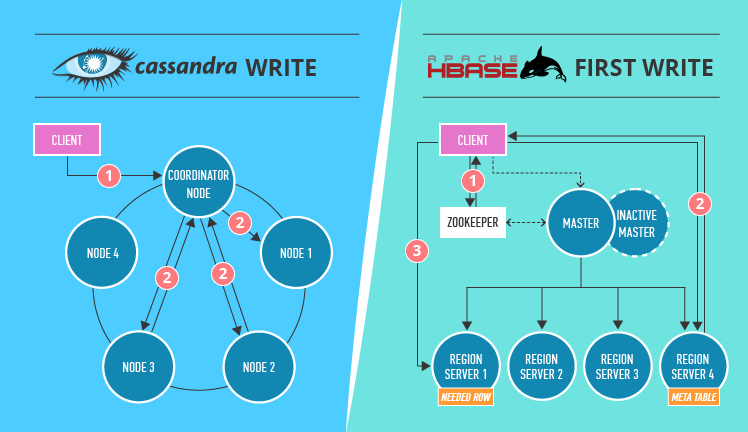 cassandra WRITE
CLIENT
1
COORDINATOR
NODE
2
NODE 4
NODE 1
2
2
NODE 3
NODE 2
APACHE
HBASE
FIRST WRITE
CLIENT
1
2
ZOOKEEPER
MASTER
INACTIVE
MASTER
3
REGION
SERVER 1
NEEDED ROW
REGION
SERVER 2
REGION
SERVER 3
REGION
SERVER 4
META TABLE